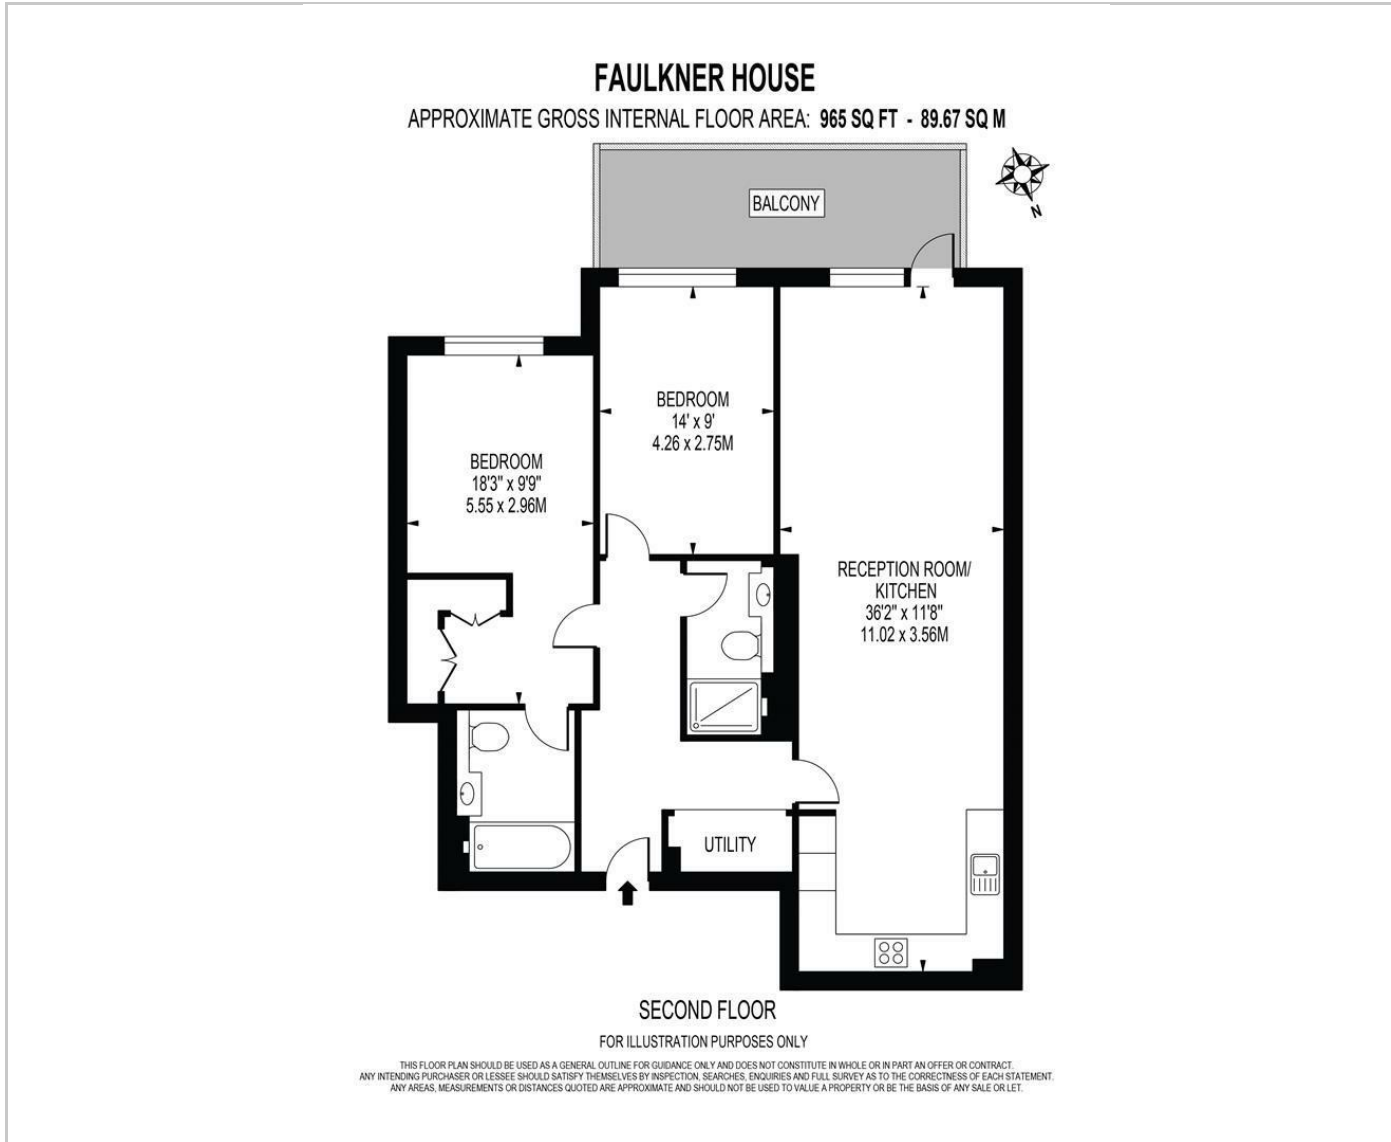 FAULKNER HOUSE
APPROXIMATE GROSS INTERNAL FLOOR AREA: 965 SQ FT - 89.67 SQ M
BALCONY
N
BEDROOM
14' x 9'
4.26 x 2.75M
BEDROOM
18'3" x 9'9"
5.55 x 2.96M
RECEPTION ROOM/
KITCHEN
36'2" x 11'8"
11.02 x 3.56M
UTILITY
SECOND FLOOR
FOR ILLUSTRATION PURPOSES ONLY
THIS FLOOR PLAN SHOULD BE USED AS A GENERAL OUTLINE FOR GUIDANCE ONLY AND DOES NOT CONSTITUTE IN WHOLE OR IN PART AN OFFER OR CONTRACT.
ANY INTENDING PURCHASER OR LESSEE SHOULD SATISFY THEMSELVES BY INSPECTION, SEARCHES, ENQUIRIES AND FULL SURVEY AS TO THE CORRECTNESS OF EACH STATEMENT.
ANY AREAS, MEASUREMENTS OR DISTANCES QUOTED ARE APPROXIMATE AND SHOULD NOT BE USED TO VALUE A PROPERTY OR BE THE BASIS OF ANY SALE OR LET.